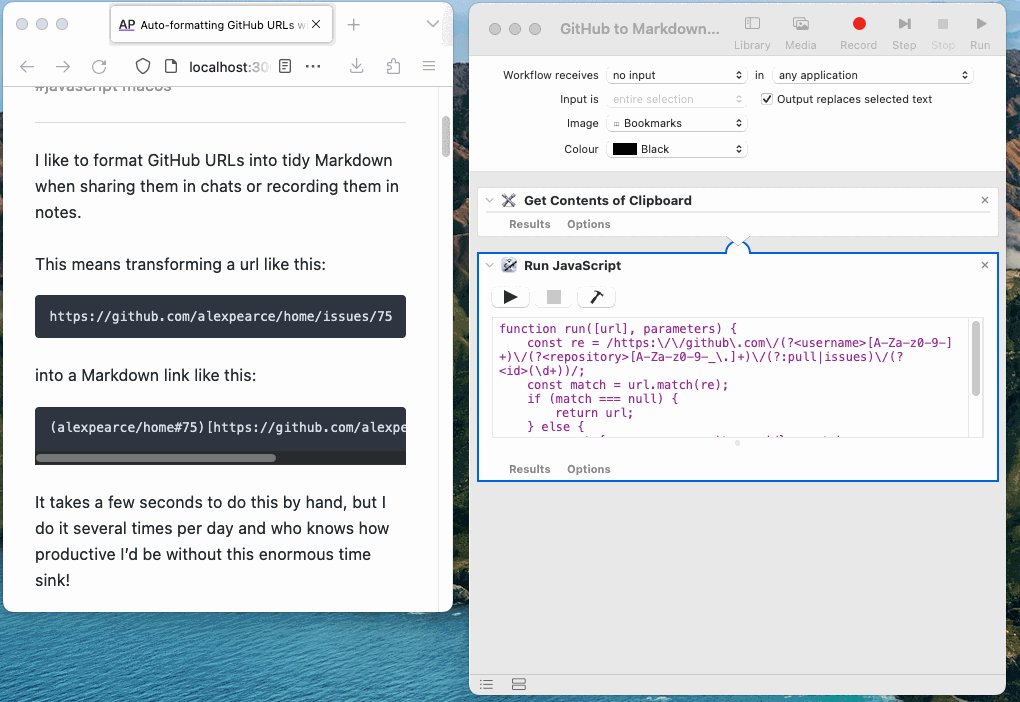 AP Auto-formatting GitHub URLs w
localhost:30
#javascript macos
I like to format GitHub URLs into tidy Markdown
when sharing them in chats or recording them in
notes.
This means transforming a url like this:
https://github.com/alexpearce/home/issues/75
into a Markdown link like this:
(alexpearce/home#75)[https://github.com/alexpe
It takes a few seconds to do this by hand, but I
do it several times per day and who knows how
productive I'd be without this enormous time
sink!
GitHub to Markdown...
Library Media Record Step Stop Run
Workflow receives no input in any application
Input is entire selection Output replaces selected text
Image Bookmarks
Colour Black
Get Contents of Clipboard
Results Options
Run JavaScript
function run([url], parameters) {
const re = /https:\/\/github\.com\/(?<username>[A-Za-z0-9-]
+)\/(?<repository>[A-Za-z0-9-_\.]+)\/(?:pull|issues)\/(?
<id>(\d+))/;
const match = url.match(re);
if (match === null) {
return url;
} else {
Results Options